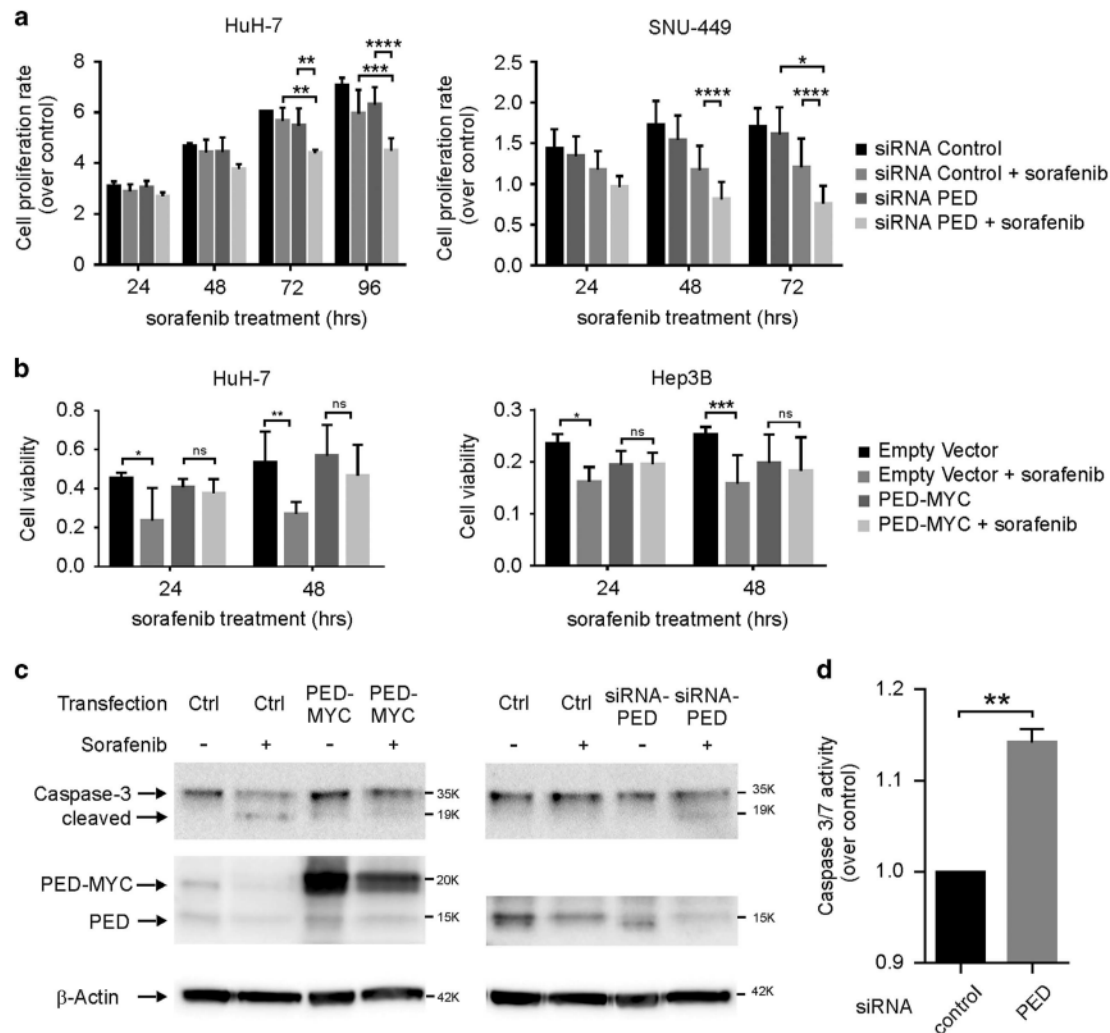 a
HuH-7
Cell proliferation rate
(over control)
8
6
4
2
0
** ** *** ****
24 48 72 96
sorafenib treatment (hrs)
SNU-449
Cell proliferation rate
(over control)
2.5
2.0
1.5
1.0
0.5
0.0
**** * ****
24 48 72
sorafenib treatment (hrs)
siRNA Control
siRNA Control + sorafenib
siRNA PED
siRNA PED + sorafenib
b
HuH-7
Cell viability
0.8
0.6
0.4
0.2
0.0
* ns ** ns
24 48
sorafenib treatment (hrs)
Hep3B
Cell viability
0.3
0.2
0.1
0.0
* ns *** ns
24 48
sorafenib treatment (hrs)
Empty Vector
Empty Vector + sorafenib
PED-MYC
PED-MYC + sorafenib
c
Transfection Ctrl Ctrl PED-MYC PED-MYC Ctrl Ctrl siRNA-PED siRNA-PED
Sorafenib - + - + - + - +
Caspase-3 35K 35K
cleaved 19K 19K
PED-MYC 20K
PED 15K 15K
β-Actin 42K 42K
d
Caspase 3/7 activity
(over control)
1.2
1.1
1.0
0.9
**
siRNA control PED